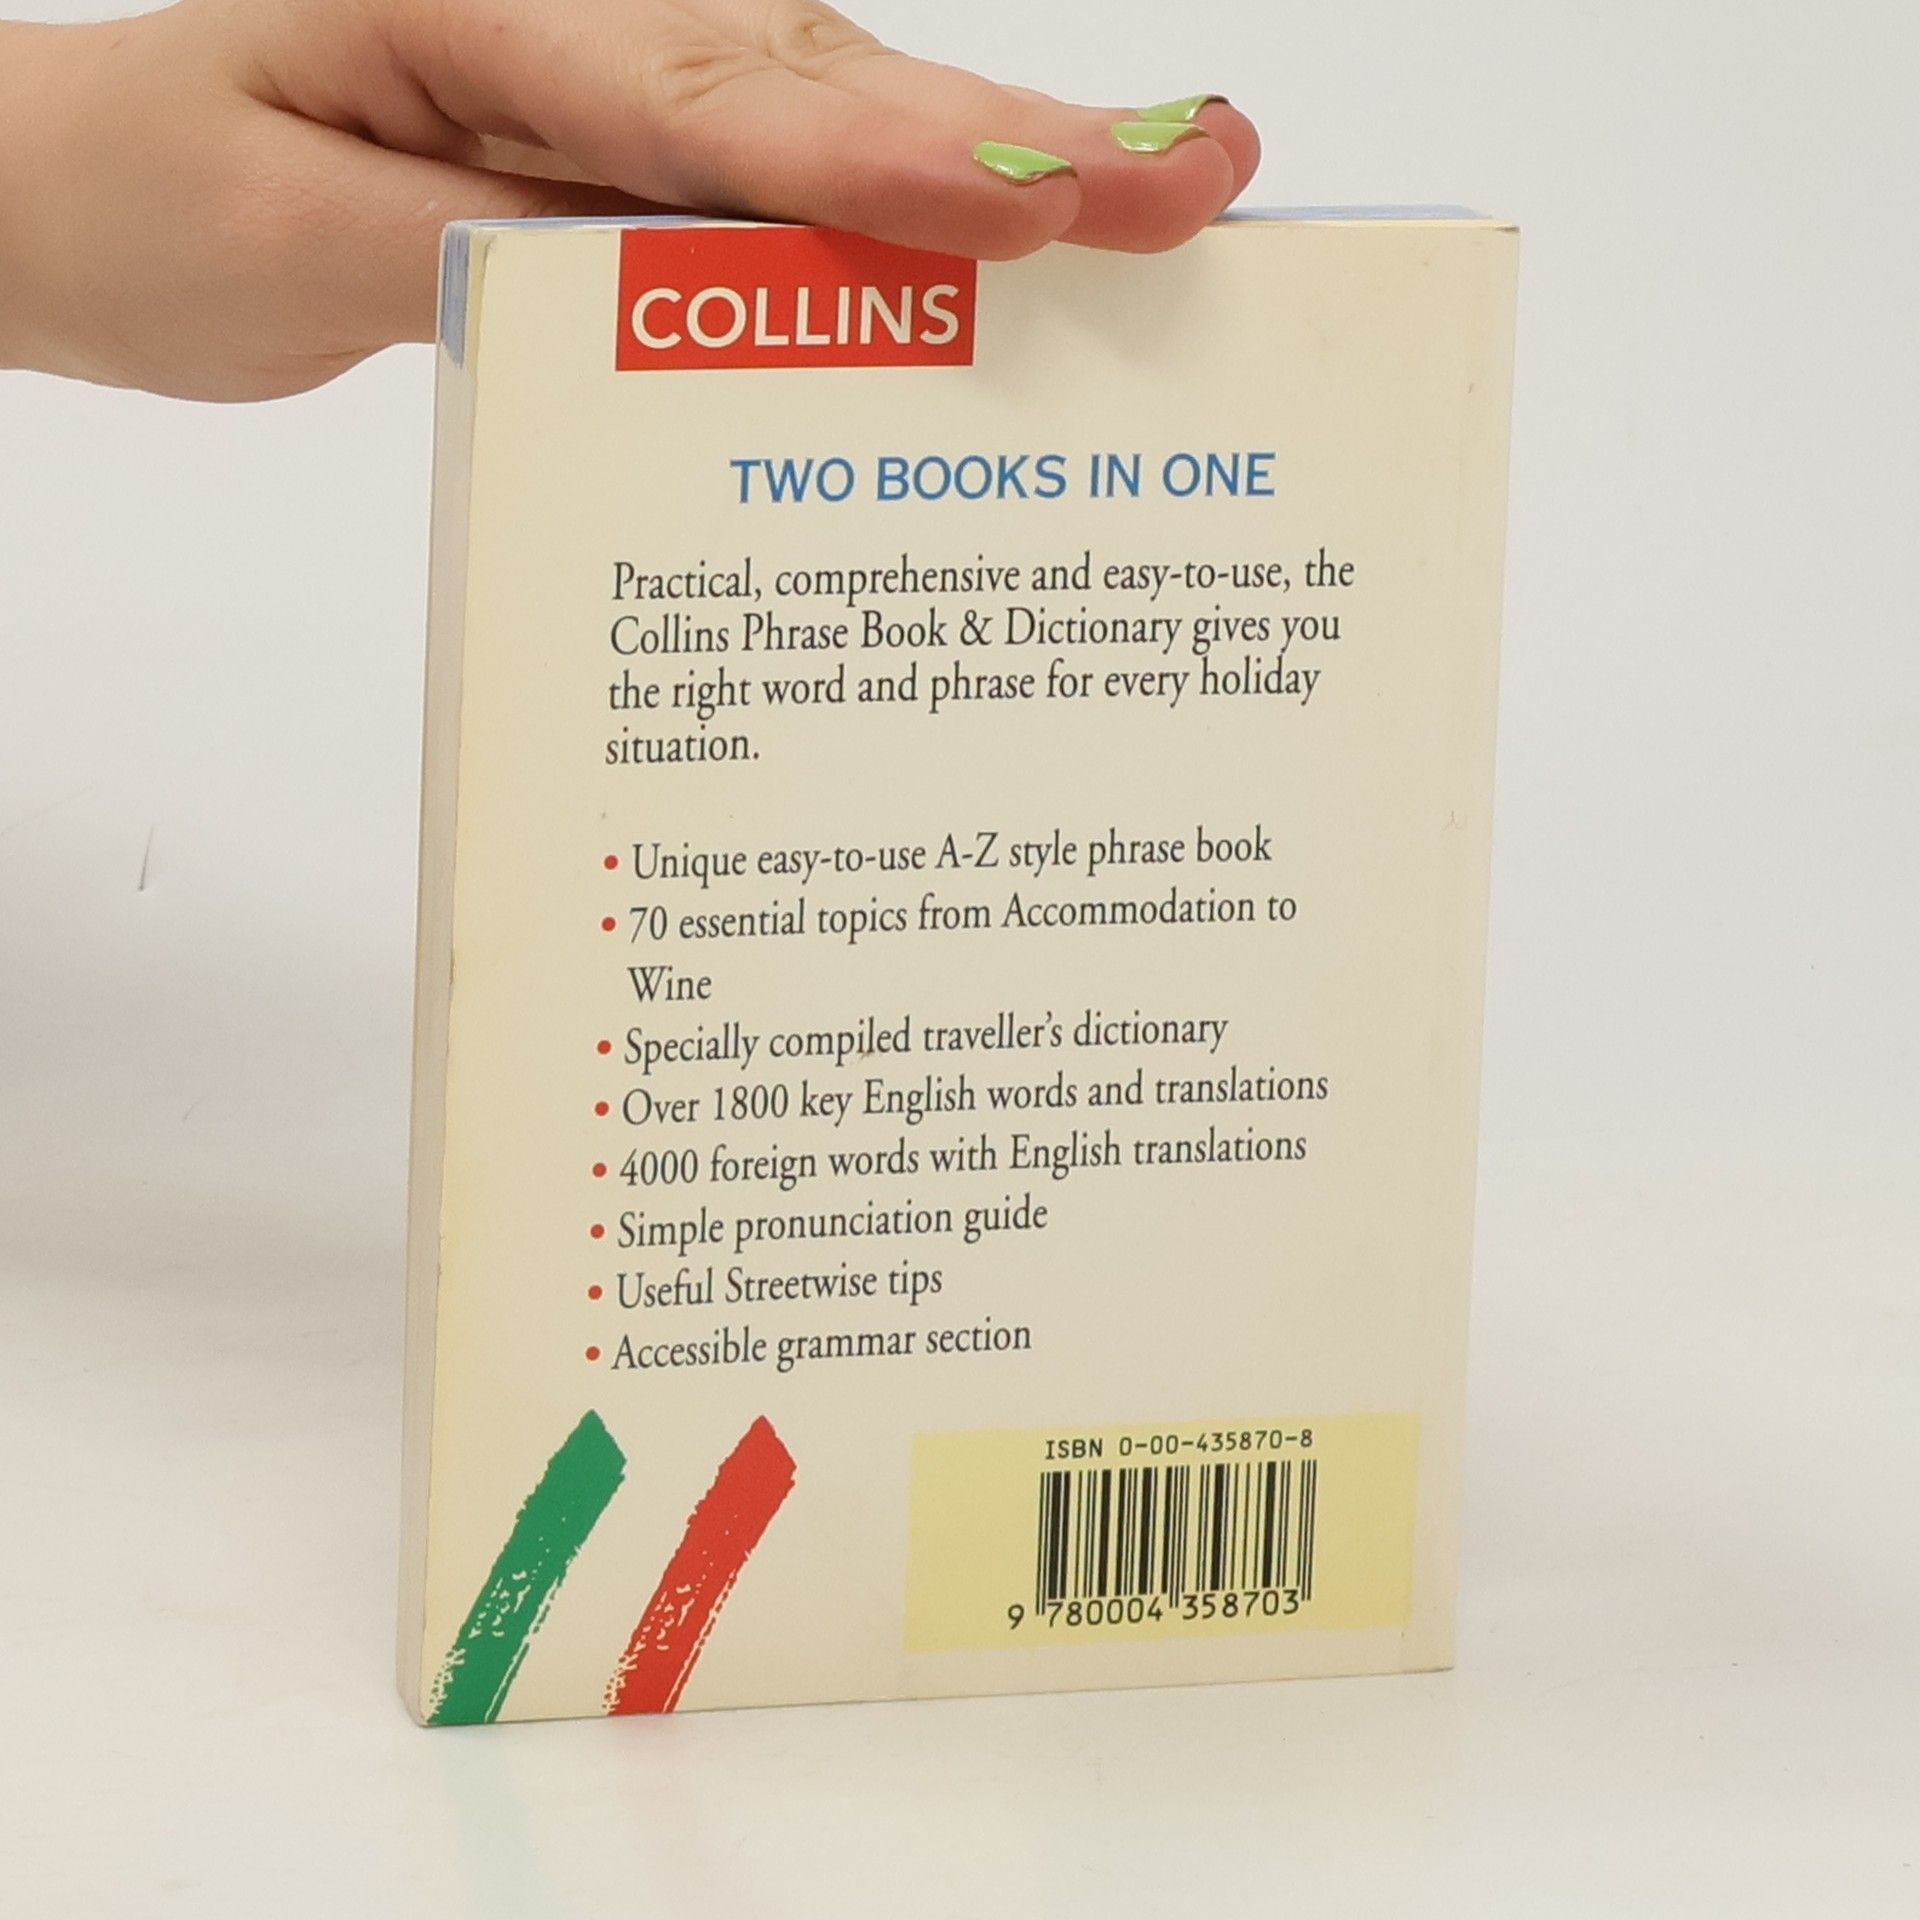 COLLINS
TWO BOOKS IN ONE
Practical, comprehensive and easy-to-use, the
Collins Phrase Book & Dictionary gives you
the right word and phrase for every holiday
situation.
• Unique easy-to-use A-Z style phrase book
• 70 essential topics from Accommodation to
Wine
• Specially compiled traveller's dictionary
• Over 1800 key English words and translations
• 4000 foreign words with English translations
• Simple pronunciation guide
• Useful Streetwise tips
• Accessible grammar section
ISBN 0-00-435870-8
9 780004 358703